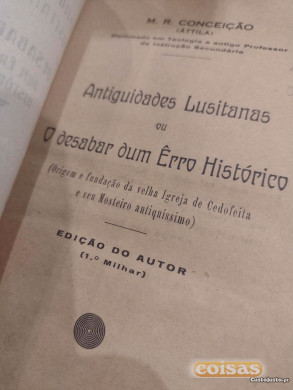 M. R. CONCEIÇÃO
(ÁTTILA)
Diplomado em Teologia e antigo Professor
de Instrução Secundária
Antiguidades Lusitanas
ou
O desabar dum Êrro Histórico
(Origem e fundação da velha Igreja de Cedofeita
e seu Mosteiro antiquíssimo)
EDIÇÃO DO AUTOR
(1.º Milhar)
coisas